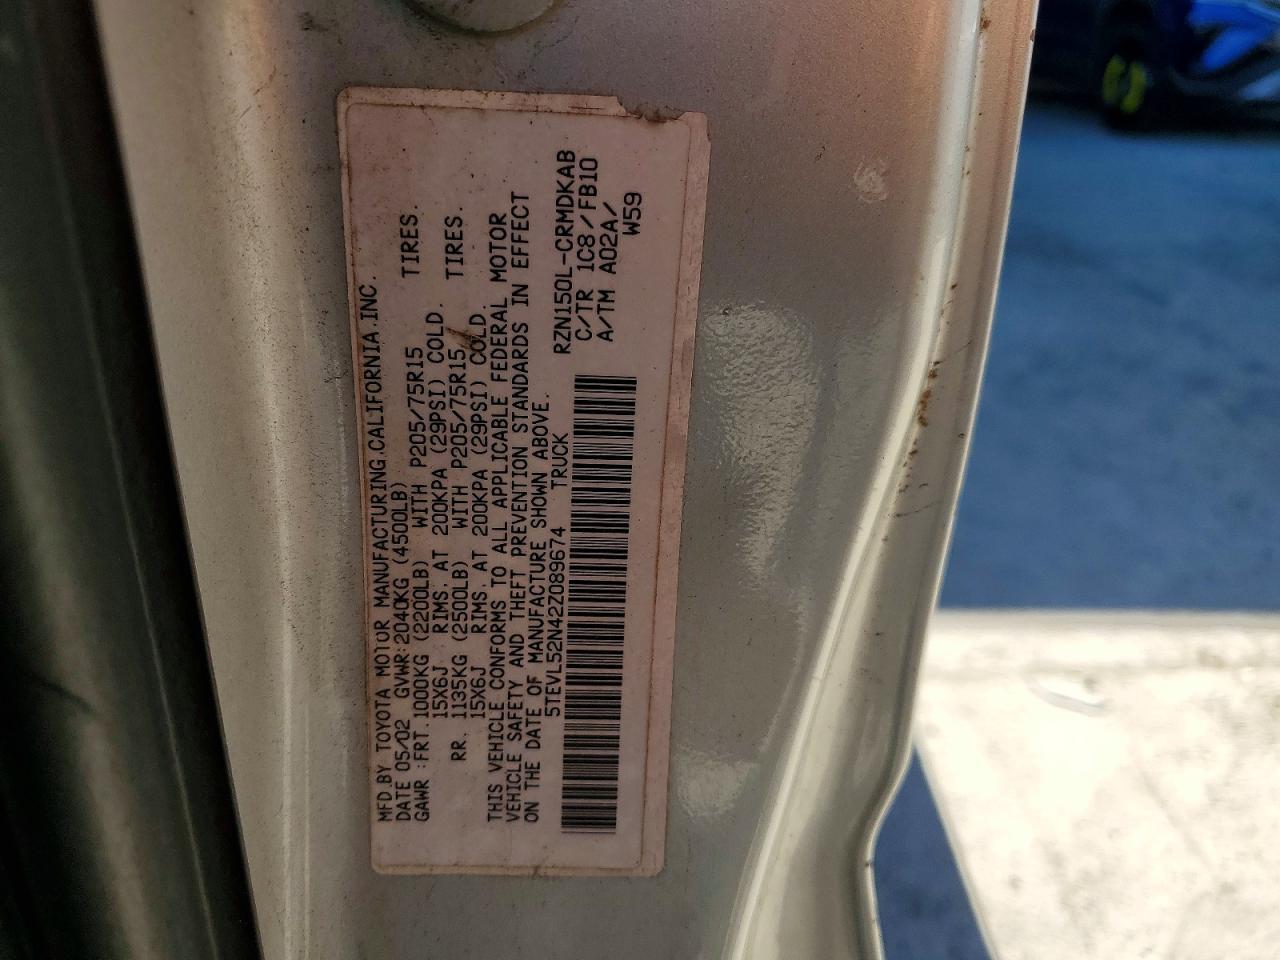 MFD.BY TOYOTA MOTOR MANUFACTURING.CALIFORNIA.INC.
DATE 05/02 GVWR:2040KG (4500LB)
GAWR :FRT.1000KG (2200LB) WITH P205/75R15 TIRES.
15X6J RIMS. AT 200KPA (29PSI) COLD.
RR. 1135KG (2500LB) WITH P205/75R15 TIRES.
15X6J RIMS. AT 200KPA (29PSI) COLD.
THIS VEHICLE CONFORMS TO ALL APPLICABLE FEDERAL MOTOR
VEHICLE SAFETY AND THEFT PREVENTION STANDARDS IN EFFECT
ON THE DATE OF MANUFACTURE SHOWN ABOVE.
5TEVL52N42Z089674 TRUCK
RZN150L-CRMDKAB
C/TR 1C8/FB10
A/TM A02A/
W59